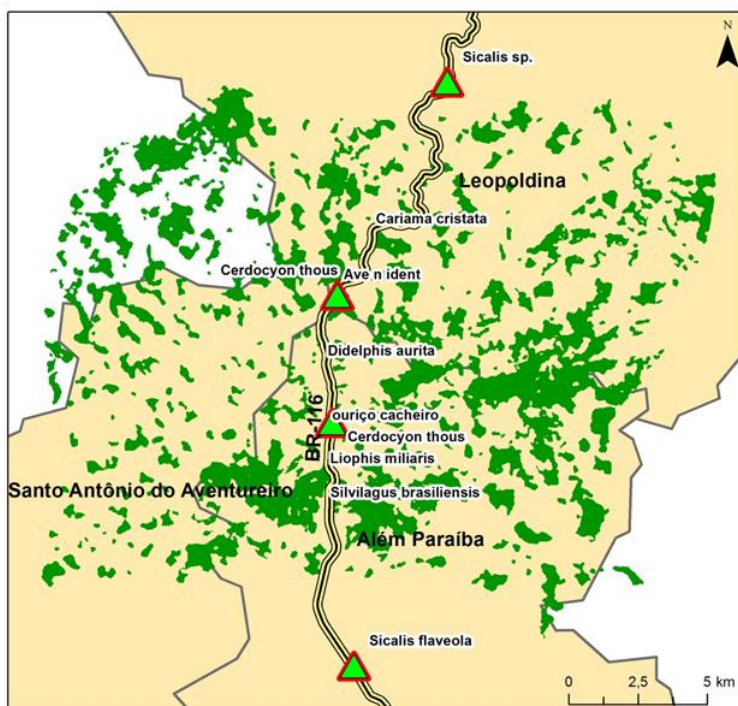 N
Sicalis sp.
Leopoldina
Cariama cristata
Cerdocyon thous
Ave n ident
Didelphis aurita
BR-116
ouriço cacheiro
Cerdocyon thous
Liophis miliaris
Santo Antônio do Aventureiro
Silvilagus brasiliensis
Além Paraíba
Sicalis flaveola
0 2,5 5 km